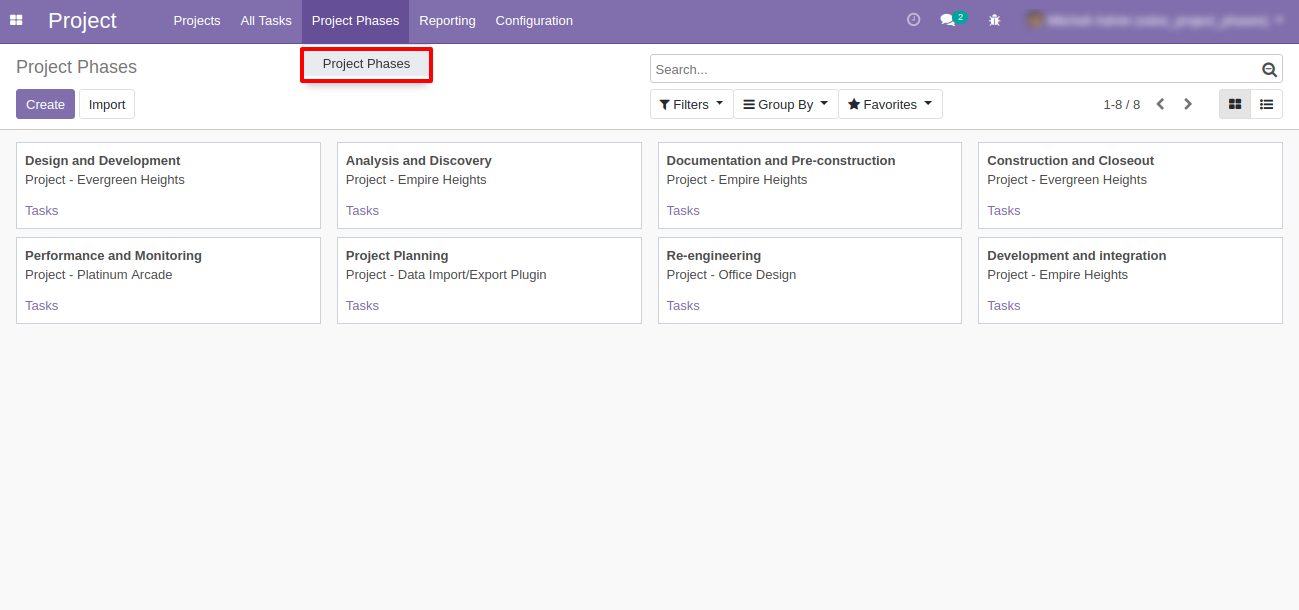 Project Projects All Tasks Project Phases Reporting Configuration 2
Project Phases
Project Phases
Search...
Create Import Filters Group By Favorites 1-8 / 8
Design and Development
Project - Evergreen Heights
Tasks
Analysis and Discovery
Project - Empire Heights
Tasks
Documentation and Pre-construction
Project - Empire Heights
Tasks
Construction and Closeout
Project - Evergreen Heights
Tasks
Performance and Monitoring
Project - Platinum Arcade
Tasks
Project Planning
Project - Data Import/Export Plugin
Tasks
Re-engineering
Project - Office Design
Tasks
Development and integration
Project - Empire Heights
Tasks